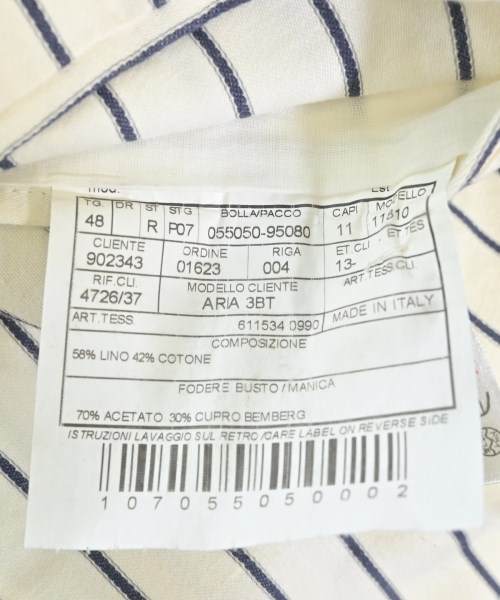 mod. Est
TG. DR ST STG BOLLA/PACCO CAPI MODELLO
48 R P07 055050-95080 11 11810
CLIENTE ORDINE RIGA ET.CLI ET.TES
902343 01623 004 13-
RIF.CLI. MODELLO CLIENTE ART.TESS.CLI
4726/37 ARIA 3BT
ART.TESS. 611534 0990 MADE IN ITALY
COMPOSIZIONE
58% LINO 42% COTONE
FODERE BUSTO/MANICA
70% ACETATO 30% CUPRO BEMBERG
ISTRUZIONI LAVAGGIO SUL RETRO /CARE LABEL ON REVERSE SIDE
1070550500002